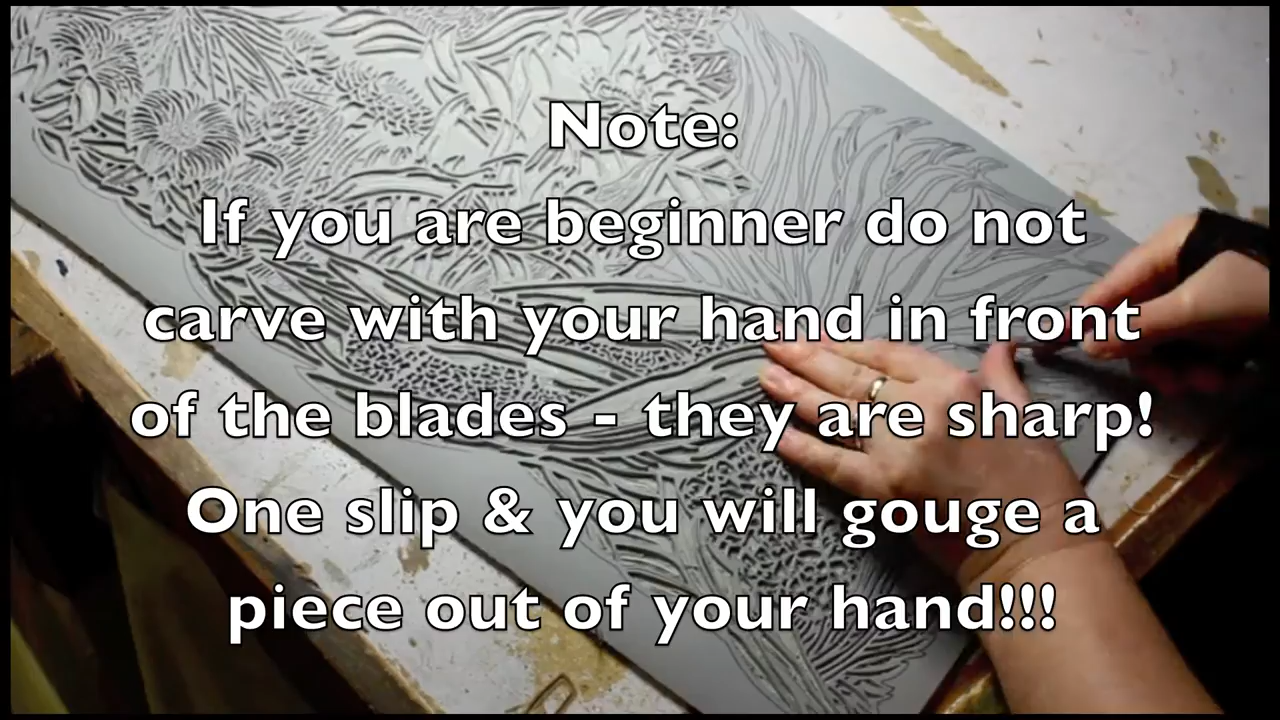 Note:
If you are beginner do not
carve with your hand in front
of the blades - they are sharp!
One slip & you will gouge a
piece out of your hand!!!